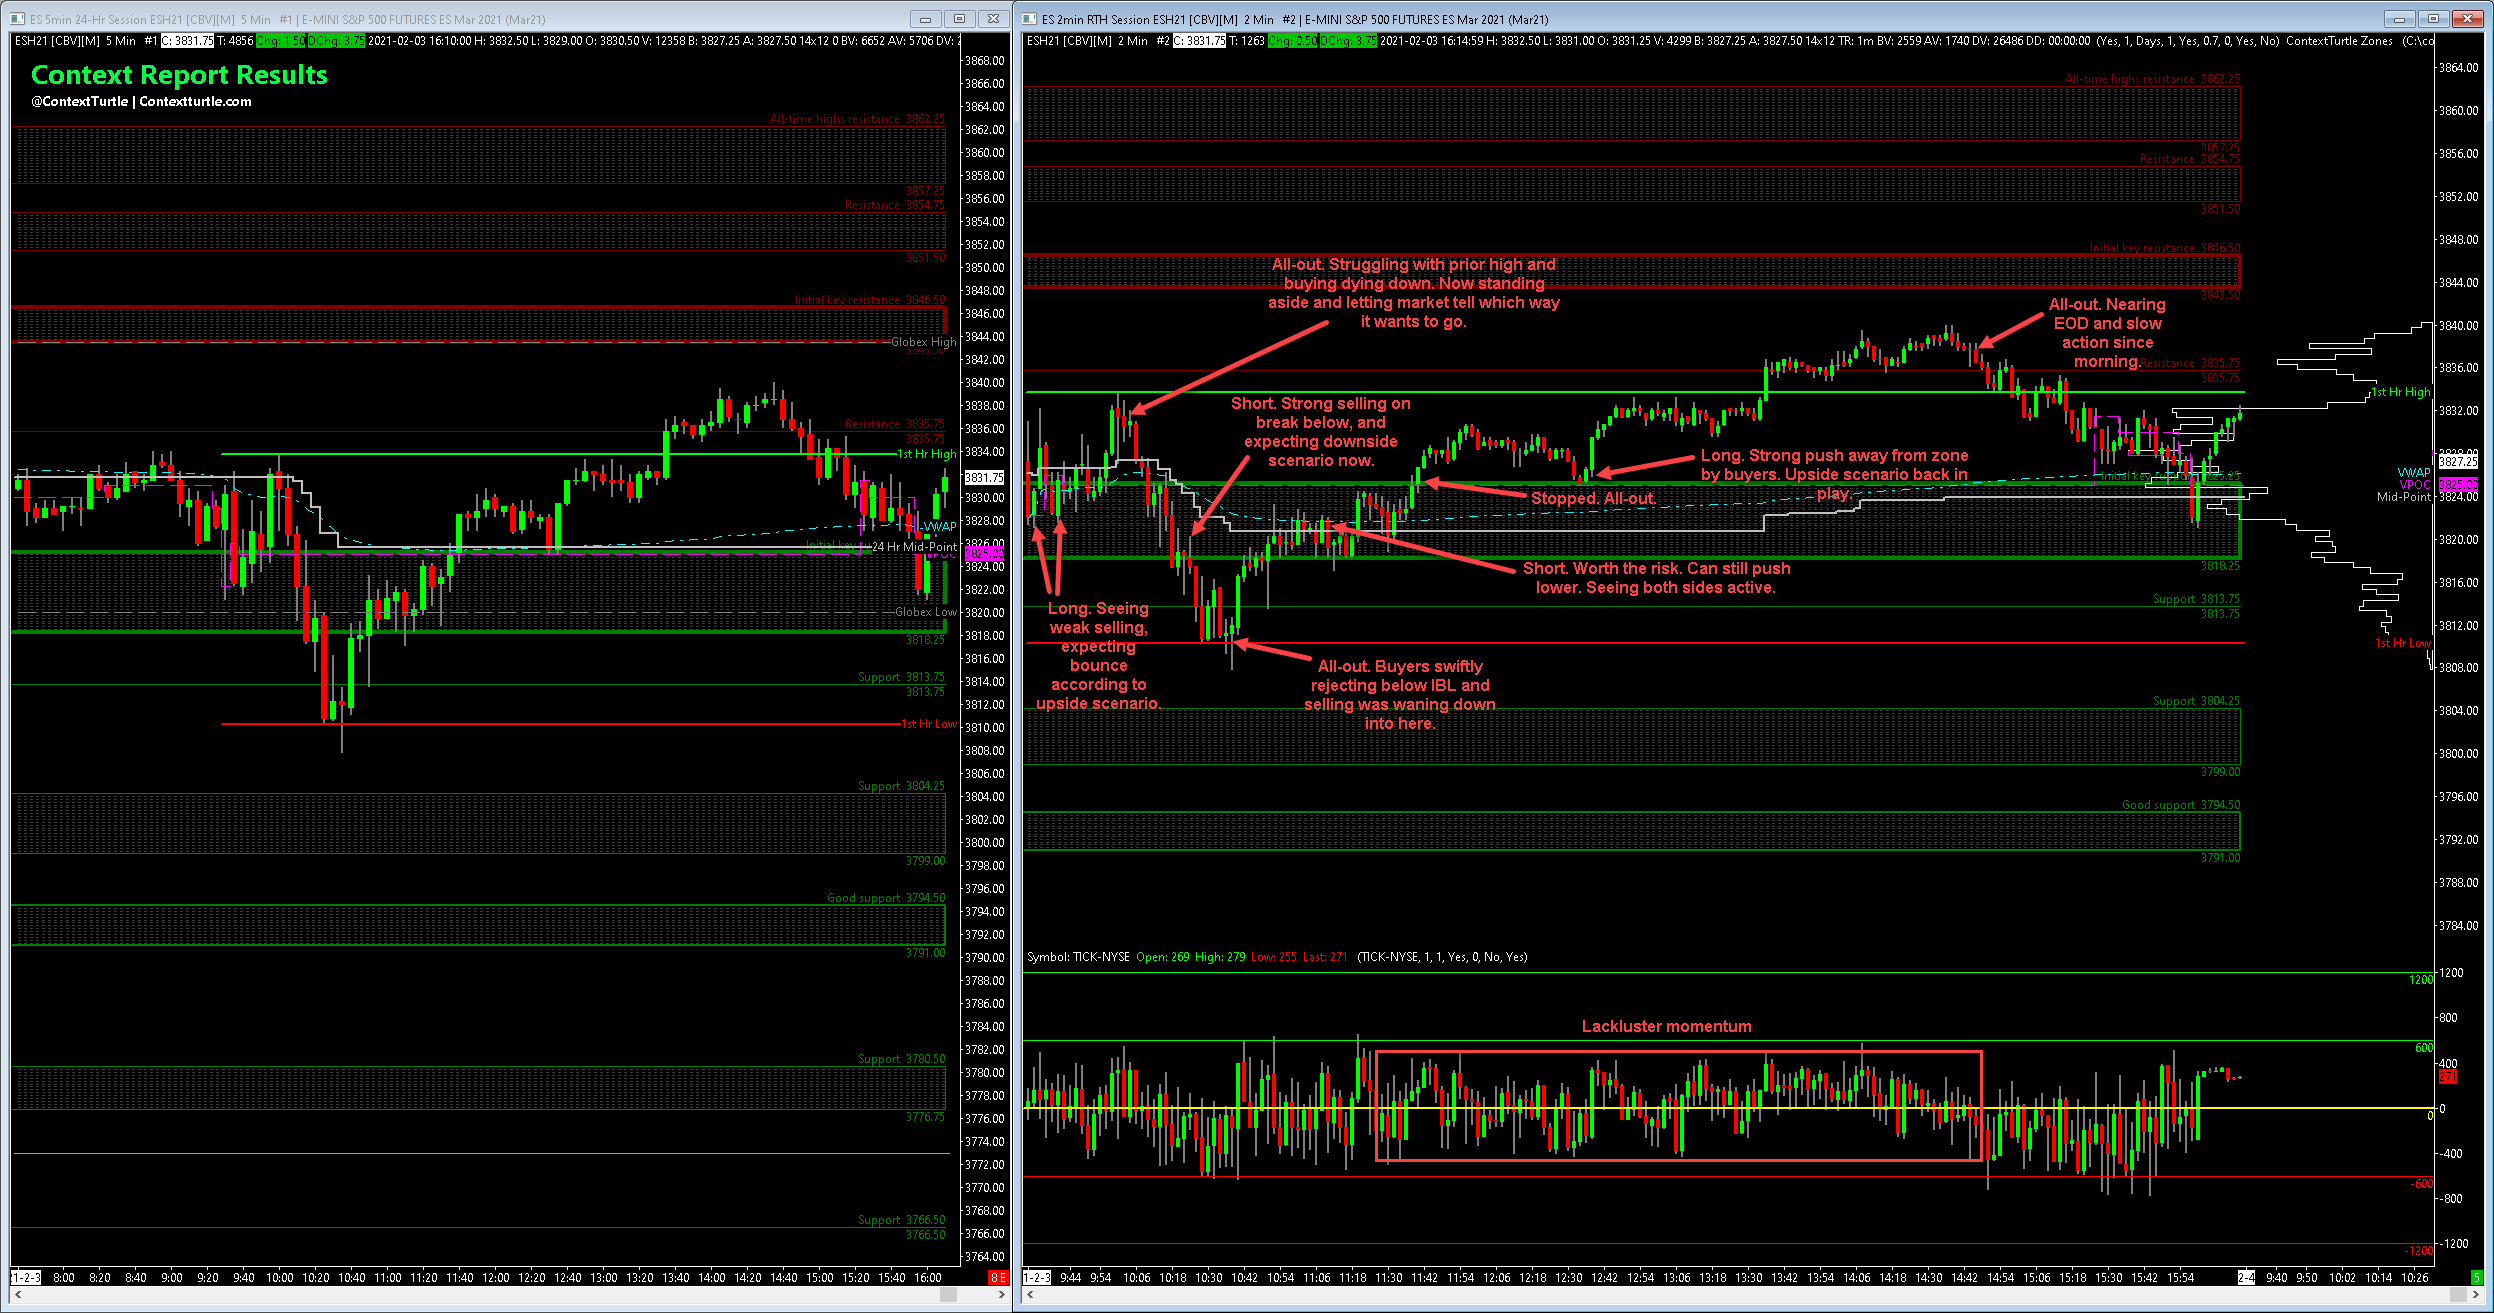 ES 5min 24-Hr Session ESH21 [CBV][M] 5 Min #1 | E-MINI S&P 500 FUTURES ES Mar 2021 (Mar21)
ESH21 [CBV][M] 5 Min #1 C: 3831.75 T: 4856 Chg: 1.50 DChg: 3.75 2021-02-03 16:10:00 H: 3832.50 L: 3829.00 O: 3830.50 V: 12358 B: 3827.25 A: 3827.50 14x12 0 BV: 6652 AV: 5706 DV: 2
Context Report Results
@ContextTurtle | Contextturtle.com
All-time highs resistance 3862.25
3857.25
Resistance 3854.75
3851.50
Initial key resistance 3846.50
Globex High
3843.50
Resistance 3835.75
3835.75
1st Hr High
VWAP
24 Hr Mid-Point
VPOC
Globex Low
3818.25
Support 3813.75
3813.75
1st Hr Low
Support 3804.25
3799.00
Good support 3794.50
3791.00
Support 3780.50
3776.75
Support 3766.50
3766.50
3868.00
3866.00
3864.00
3862.00
3860.00
3858.00
3856.00
3854.00
3852.00
3850.00
3848.00
3846.00
3844.00
3842.00
3840.00
3838.00
3836.00
3834.00
3831.75
3830.00
3828.00
3826.00
3825.00
3824.00
3822.00
3820.00
3818.00
3816.00
3814.00
3812.00
3810.00
3808.00
3806.00
3804.00
3802.00
3800.00
3798.00
3796.00
3794.00
3792.00
3790.00
3788.00
3786.00
3784.00
3782.00
3780.00
3778.00
3776.00
3774.00
3772.00
3770.00
3768.00
3766.00
3764.00
1-2-3 8:00 8:20 8:40 9:00 9:20 9:40 10:00 10:20 10:40 11:00 11:20 11:40 12:00 12:20 12:40 13:00 13:20 13:40 14:00 14:20 14:40 15:00 15:20 15:40 16:00 8 E
ES 2min RTH Session ESH21 [CBV][M] 2 Min #2 | E-MINI S&P 500 FUTURES ES Mar 2021 (Mar21)
ESH21 [CBV][M] 2 Min #2 C: 3831.75 T: 1263 Chg: 0.50 DChg: 3.75 2021-02-03 16:14:59 H: 3832.50 L: 3831.00 O: 3831.25 V: 4299 B: 3827.25 A: 3827.50 14x12 TR: 1m BV: 2559 AV: 1740 DV: 26486 DD: 00:00:00 (Yes, 1, Days, 1, Yes, 0.7, 0, Yes, No) ContextTurtle Zones (C:\co
All-time highs resistance 3862.25
3857.25
Resistance 3854.75
3851.50
Initial key resistance 3846.50
3843.50
All-out. Struggling with prior high and
buying dying down. Now standing
aside and letting market tell which way
it wants to go.
All-out. Nearing
EOD and slow
action since
morning.
Resistance 3835.75
3835.75
1st Hr High
Short. Strong selling on
break below, and
expecting downside
scenario now.
Long. Strong push away from zone
by buyers. Upside scenario back in
play.
Stopped. All-out.
VWAP
VPOC
Mid-Point
Short. Worth the risk. Can still push
lower. Seeing both sides active.
3818.25
Support 3813.75
3813.75
Long. Seeing
weak selling,
expecting
bounce
according to
upside scenario.
All-out. Buyers swiftly
rejecting below IBL and
selling was waning down
into here.
1st Hr Low
Support 3804.25
3799.00
Good support 3794.50
3791.00
3864.00
3860.00
3856.00
3852.00
3848.00
3844.00
3840.00
3836.00
3832.00
3827.25
3825.00
3824.00
3820.00
3816.00
3812.00
3808.00
3804.00
3800.00
3796.00
3792.00
3788.00
3784.00
Symbol: TICK-NYSE Open: 269 High: 279 Low: 255 Last: 271 (TICK-NYSE, 1, 1, Yes, 0, No, Yes)
Lackluster momentum
1200
600
0
-600
-1200
1200
800
400
271
0
-400
-800
-1200
1-2-3 9:44 9:54 10:06 10:18 10:30 10:42 10:54 11:06 11:18 11:30 11:42 11:54 12:06 12:18 12:30 12:42 12:54 13:06 13:18 13:30 13:42 13:54 14:06 14:18 14:30 14:42 14:54 15:06 15:18 15:30 15:42 15:54 2-4 9:40 9:50 10:02 10:14 10:26 5